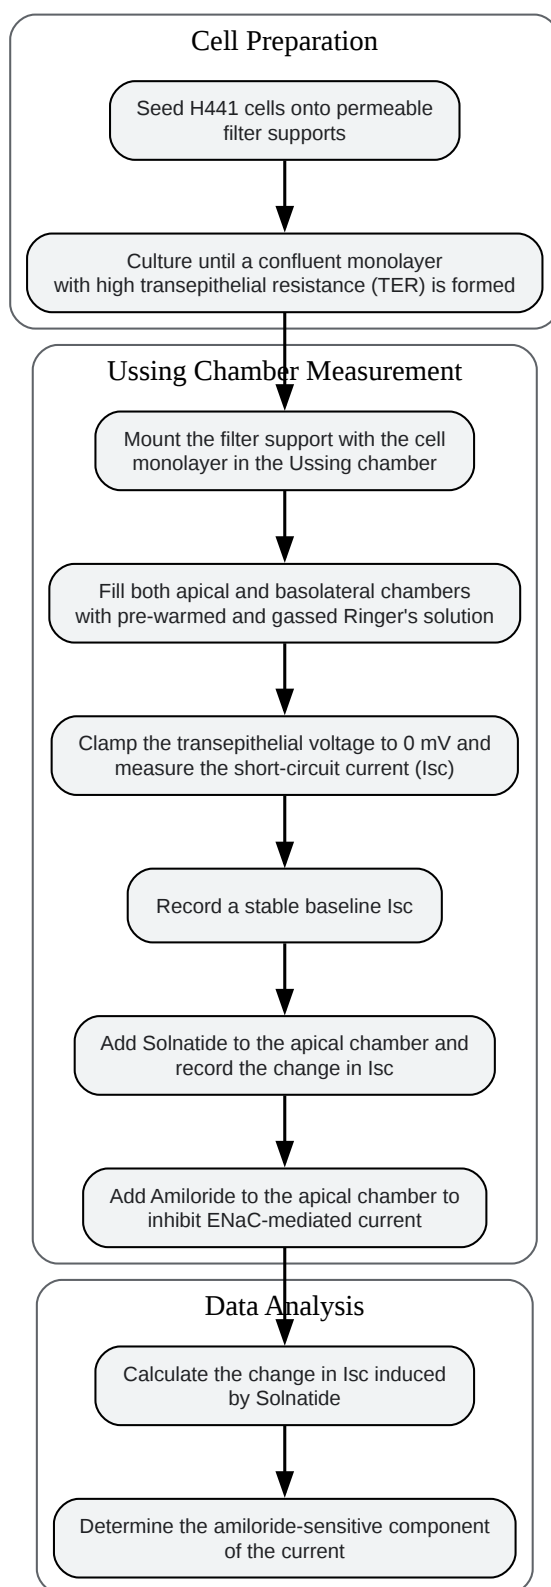 Cell Preparation
Seed H441 cells onto permeable
filter supports
Culture until a confluent monolayer
with high transepithelial resistance (TER) is formed
Ussing Chamber Measurement
Mount the filter support with the cell
monolayer in the Ussing chamber
Fill both apical and basolateral chambers
with pre-warmed and gassed Ringer's solution
Clamp the transepithelial voltage to 0 mV and
measure the short-circuit current (Isc)
Record a stable baseline Isc
Add Solnatide to the apical chamber and
record the change in Isc
Add Amiloride to the apical chamber to
inhibit ENaC-mediated current
Data Analysis
Calculate the change in Isc induced
by Solnatide
Determine the amiloride-sensitive component
of the current